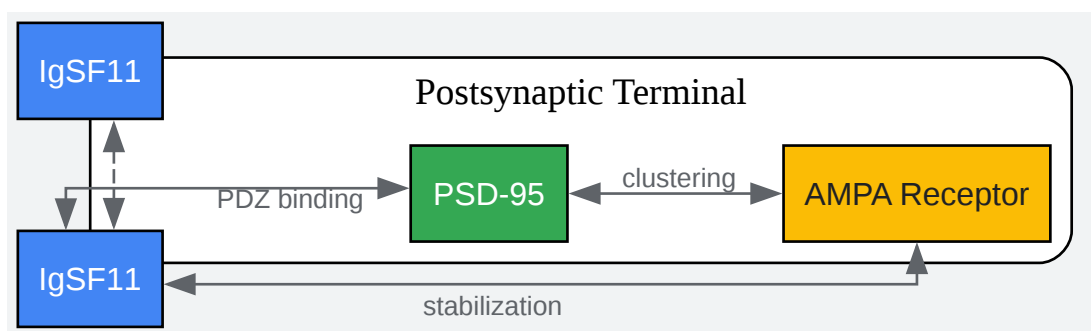 IgSF11
Postsynaptic Terminal
PDZ binding
PSD-95
clustering
AMPA Receptor
IgSF11
stabilization